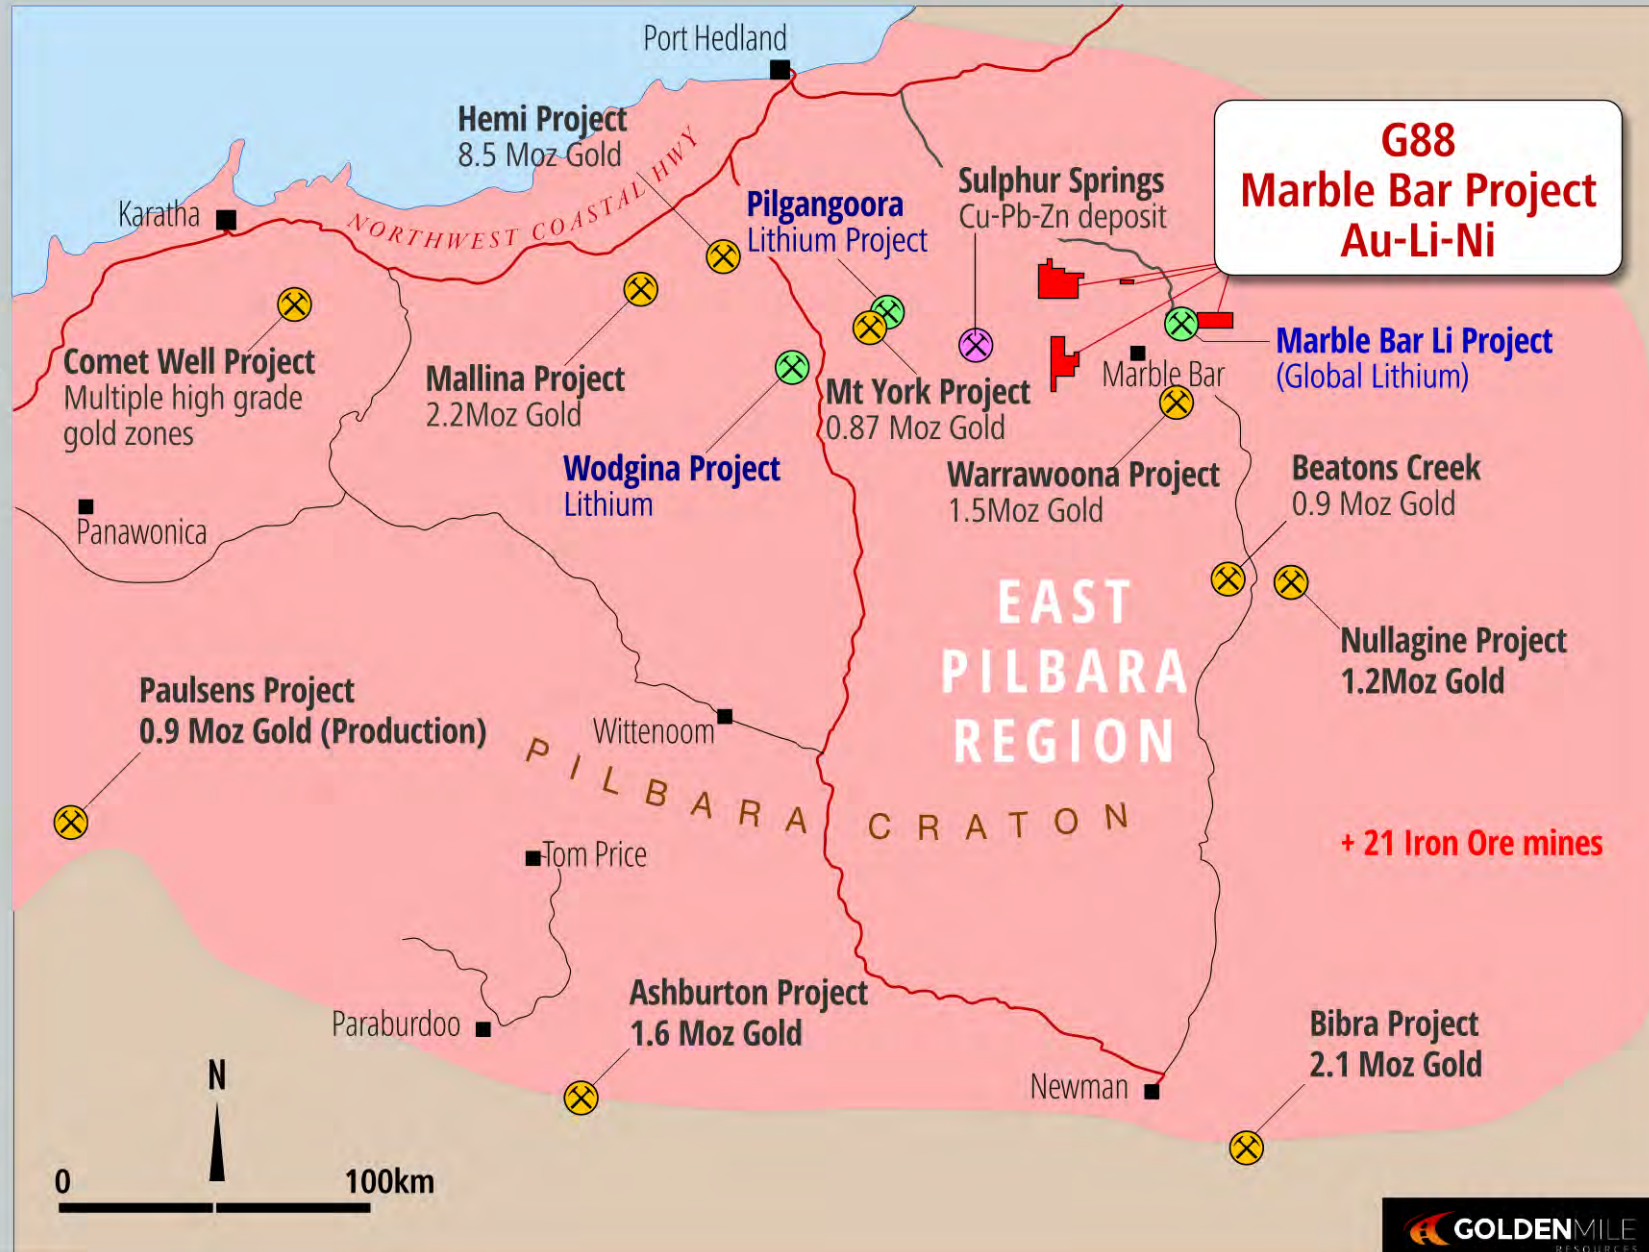 Port Hedland
Hemi Project
8.5 Moz Gold
NORTHWEST COASTAL HWY
Karatha
Pilgangoora
Lithium Project
Sulphur Springs
Cu-Pb-Zn deposit
G88
Marble Bar Project
Au-Li-Ni
Comet Well Project
Multiple high grade
gold zones
Mallina Project
2.2Moz Gold
Mt York Project
0.87 Moz Gold
Marble Bar
Marble Bar Li Project
(Global Lithium)
Wodgina Project
Lithium
Warrawoona Project
1.5Moz Gold
Beatons Creek
0.9 Moz Gold
Panawonica
EAST
PILBARA
REGION
Nullagine Project
1.2Moz Gold
Paulsens Project
0.9 Moz Gold (Production)
Wittenoom
PILBARA CRATON
+ 21 Iron Ore mines
Tom Price
Ashburton Project
1.6 Moz Gold
Paraburdoo
Bibra Project
2.1 Moz Gold
Newman
N
0 100km
GOLDENMILE
RESOURCES